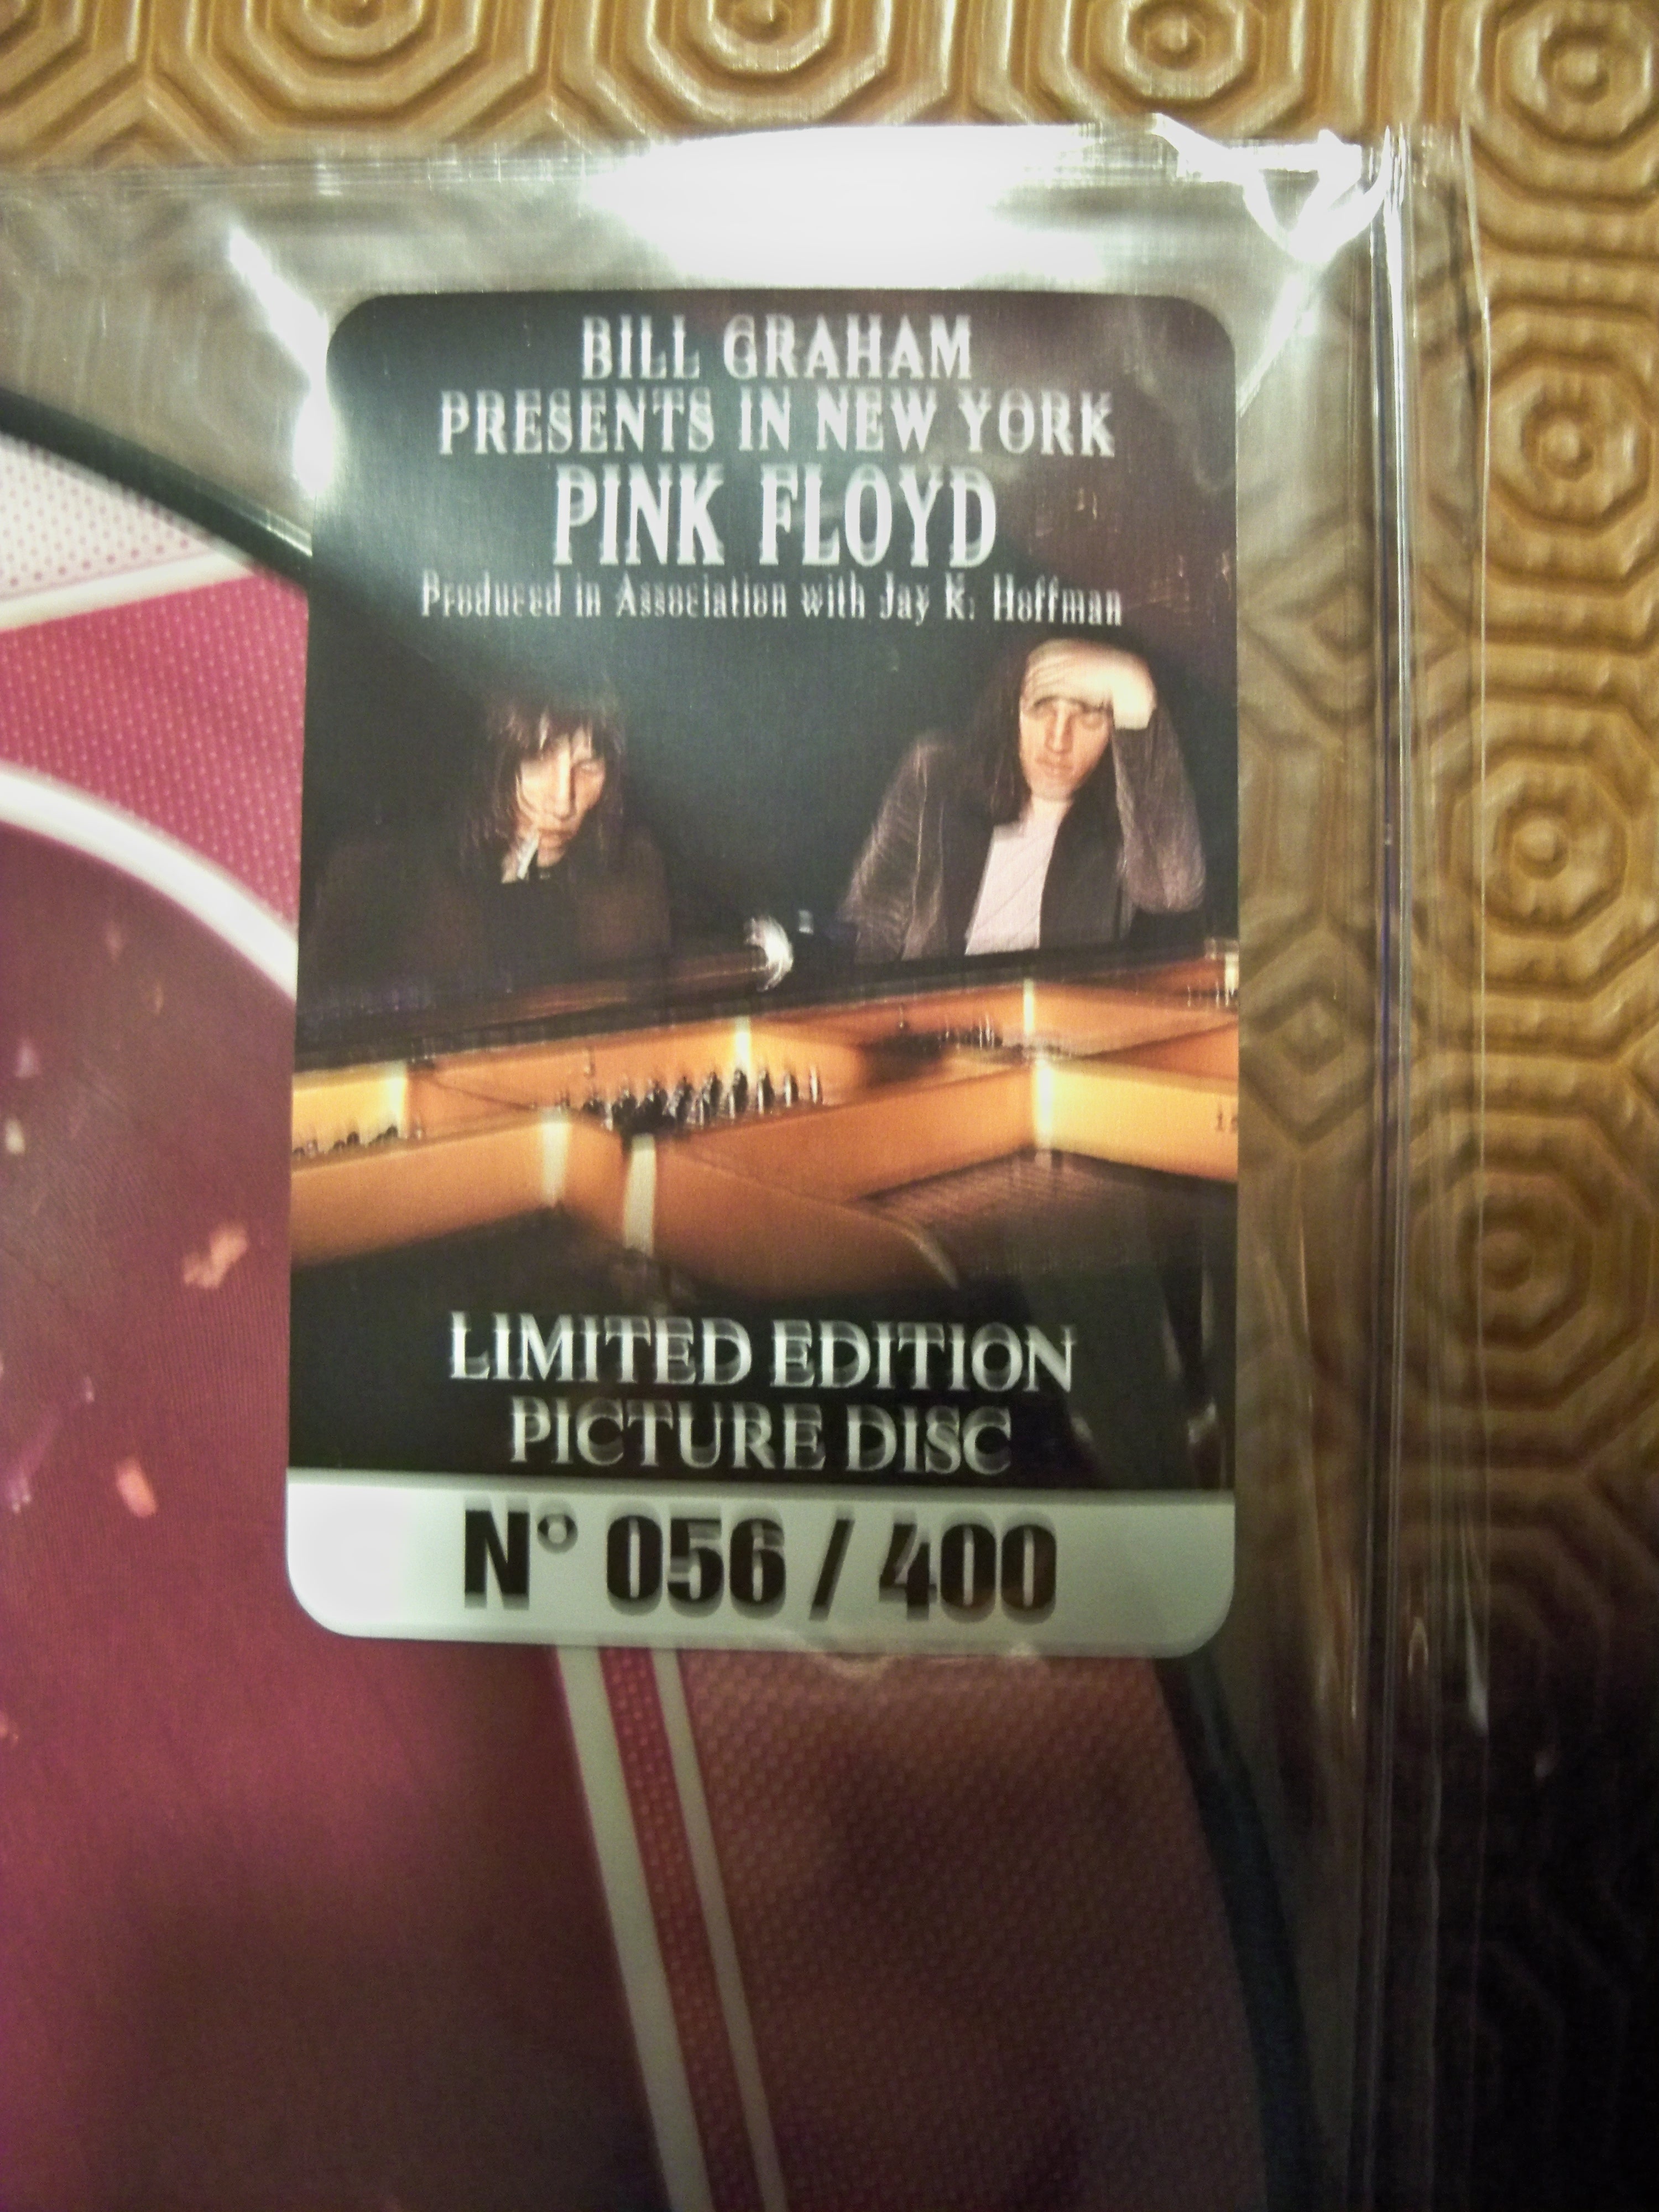 BILL GRAHAM
PRESENTS IN NEW YORK
PINK FLOYD
Produced in Association with Jay K. Hoffman
LIMITED EDITION
PICTURE DISC
N° 056 / 400